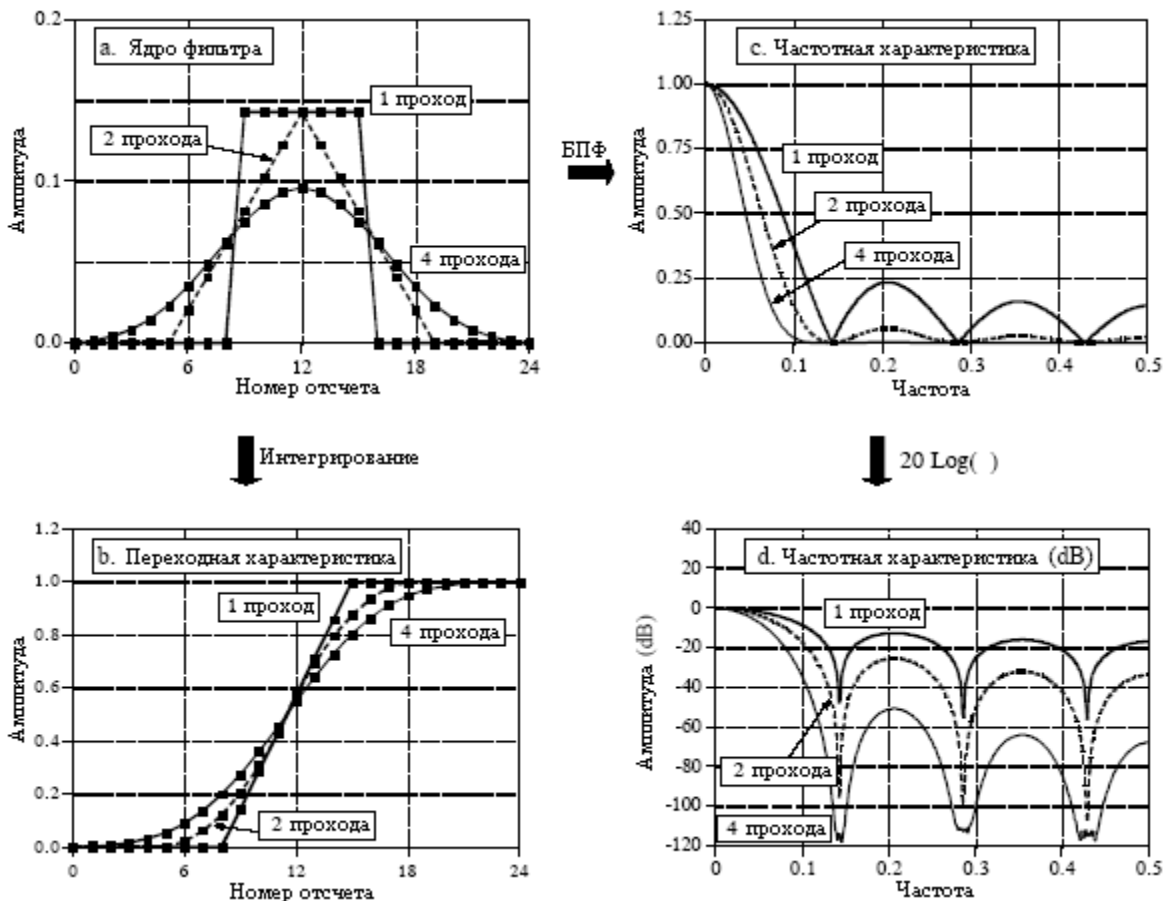 a. Ядро фильтра
1 проход
2 прохода
4 прохода
Амплитуда
0.2
0.1
0.0
0
6
12
18
24
Номер отсчета
БПФ
c. Частотная характеристика
1 проход
2 прохода
4 прохода
Амплитуда
1.25
1.00
0.75
0.50
0.25
0.00
0
0.1
0.2
0.3
0.4
0.5
Частота
Интегрирование
20 Log( )
b. Переходная характеристика
1 проход
4 прохода
2 прохода
Амплитуда
1.2
1.0
0.8
0.6
0.4
0.2
0.0
0
6
12
18
24
Номер отсчета
d. Частотная характеристика (dB)
1 проход
2 прохода
4 прохода
Амплитуда (dB)
40
20
0
-20
-40
-60
-80
-100
-120
0
0.1
0.2
0.3
0.4
0.5
Частота